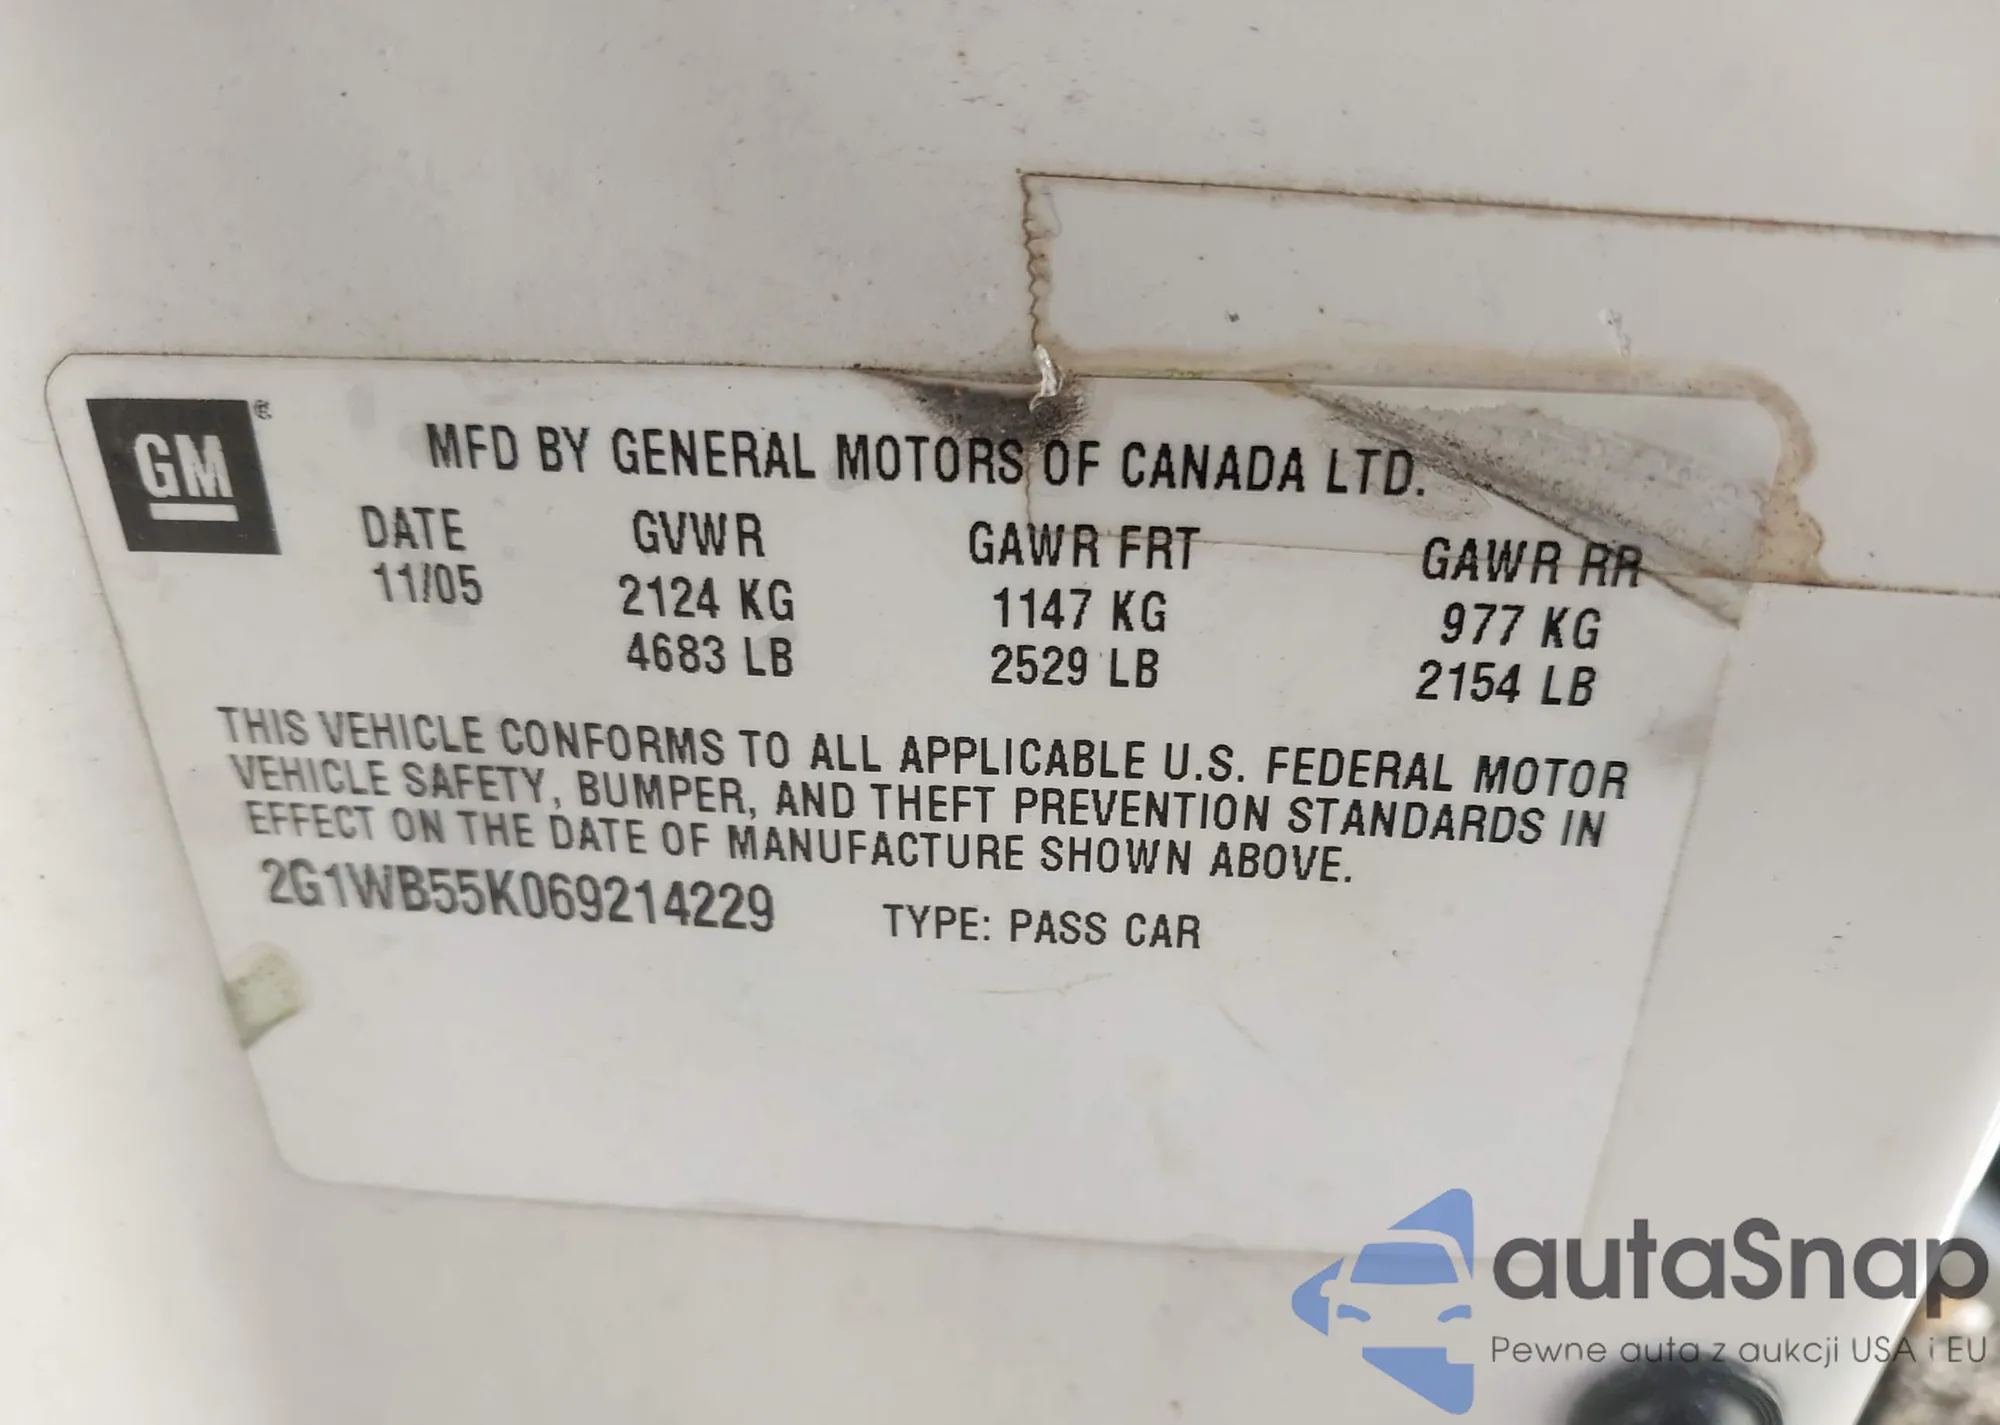 GM
MFD BY GENERAL MOTORS OF CANADA LTD.
DATE GVWR GAWR FRT GAWR RR
11/05 2124 KG 1147 KG 977 KG
4683 LB 2529 LB 2154 LB
THIS VEHICLE CONFORMS TO ALL APPLICABLE U.S. FEDERAL MOTOR
VEHICLE SAFETY, BUMPER, AND THEFT PREVENTION STANDARDS IN
EFFECT ON THE DATE OF MANUFACTURE SHOWN ABOVE.
2G1WB55K069214229 TYPE: PASS CAR
autaSnap
Pewne auta z aukcji USA i EU